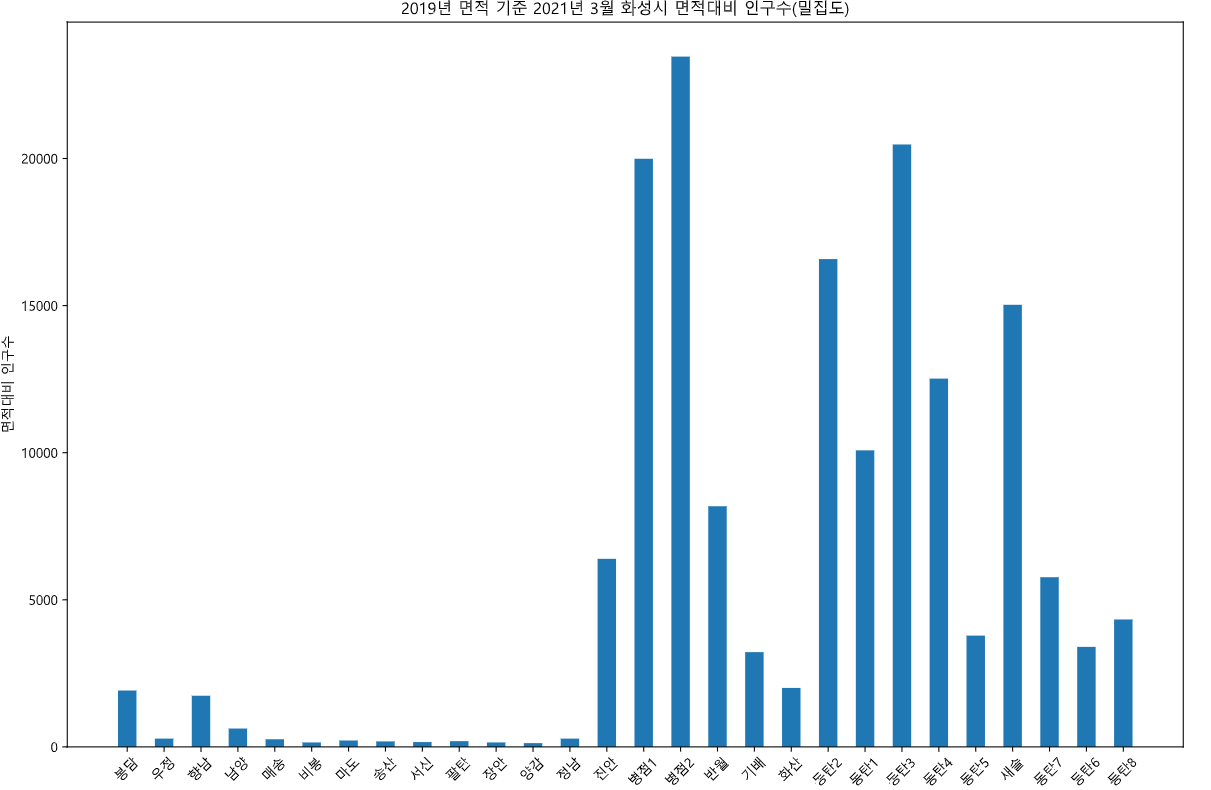 2019년 면적 기준 2021년 3월 화성시 면적대비 인구수(밀집도)
면적대비 인구수
20000
15000
10000
5000
0
봉담 우정 향남 남양 매송 비봉 마도 송산 서신 팔탄 장안 양감 정남 진안 병점1 병점2 반월 기배 화산 동탄2 동탄1 동탄3 동탄4 동탄5 새솔 동탄7 동탄6 동탄8